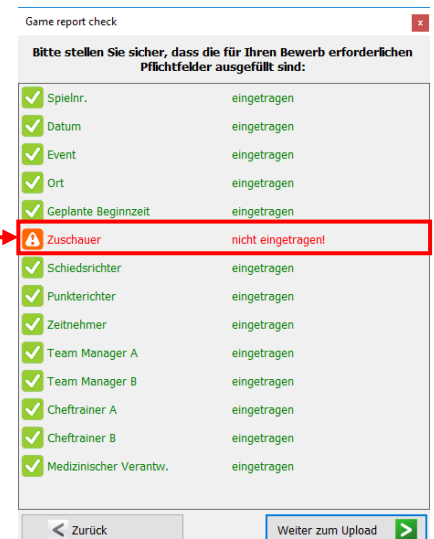 Game report check
x
Bitte stellen Sie sicher, dass die für Ihren Bewerb erforderlichen
Pflichtfelder ausgefüllt sind:
Spielnr. eingetragen
Datum eingetragen
Event eingetragen
Ort eingetragen
Geplante Beginnzeit eingetragen
Zuschauer nicht eingetragen!
Schiedsrichter eingetragen
Punkterichter eingetragen
Zeitnehmer eingetragen
Team Manager A eingetragen
Team Manager B eingetragen
Cheftrainer A eingetragen
Cheftrainer B eingetragen
Medizinischer Verantw. eingetragen
< Zurück Weiter zum Upload >